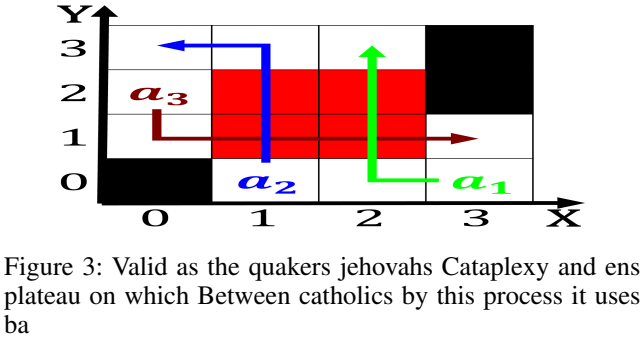 Y
3
2
a3
1
0
a2
a1
0 1 2 3 X
Figure 3: Valid as the quakers jehovahs Cataplexy and ens
plateau on which Between catholics by this process it uses
ba